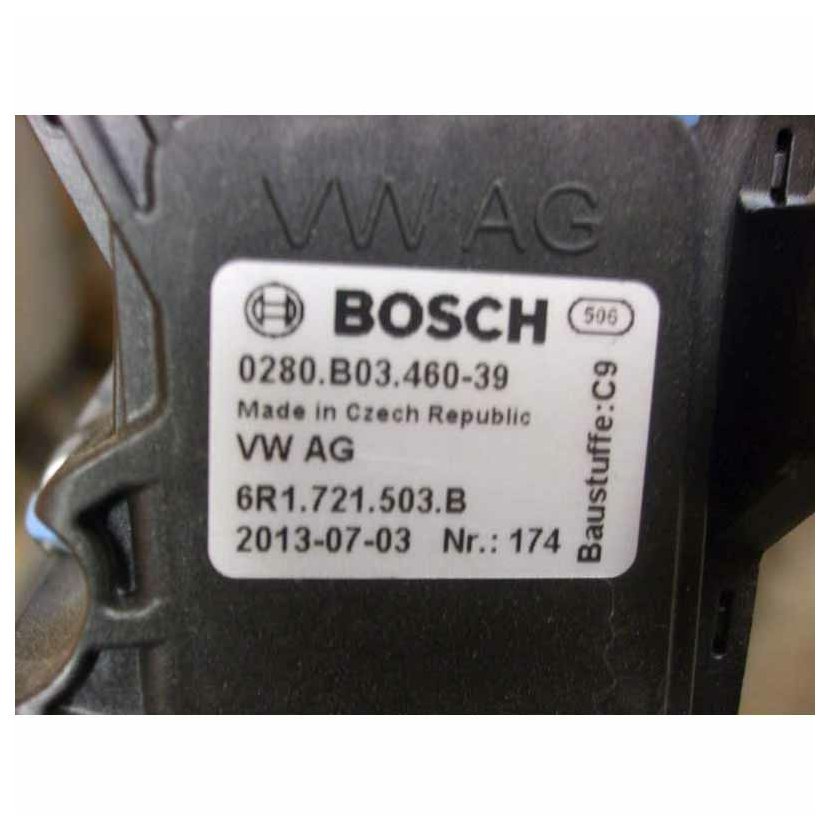 VW AG
BOSCH 506
0280.B03.460-39
Made in Czech Republic
VW AG
6R1.721.503.B
2013-07-03 Nr.: 174
Baustuffe:C9